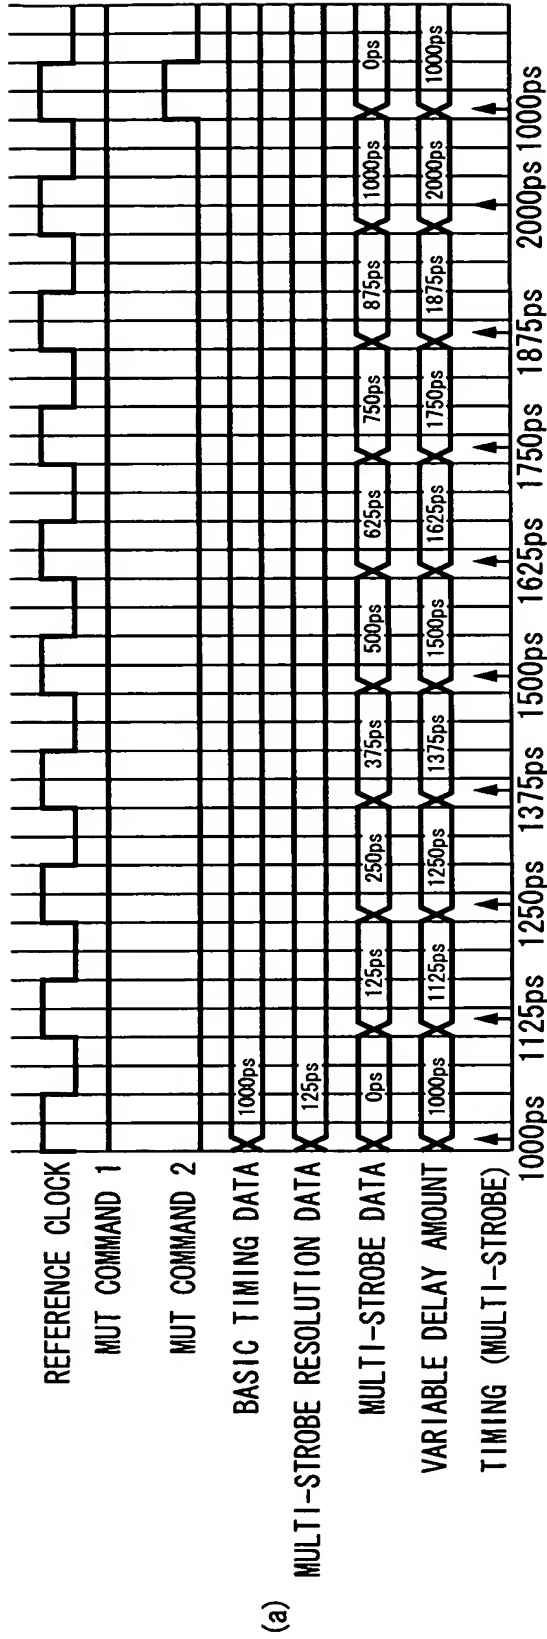 (a)
REFERENCE CLOCK
MUT COMMAND 1
MUT COMMAND 2
BASIC TIMING DATA 1000ps
MULTI-STROBE RESOLUTION DATA 125ps
MULTI-STROBE DATA 0ps 125ps 250ps 375ps 500ps 625ps 750ps 875ps 1000ps 0ps
VARIABLE DELAY AMOUNT 1000ps 1125ps 1250ps 1375ps 1500ps 1625ps 1750ps 1875ps 2000ps 1000ps
TIMING (MULTI-STROBE)
1000ps 1125ps 1250ps 1375ps 1500ps 1625ps 1750ps 1875ps 2000ps 1000ps